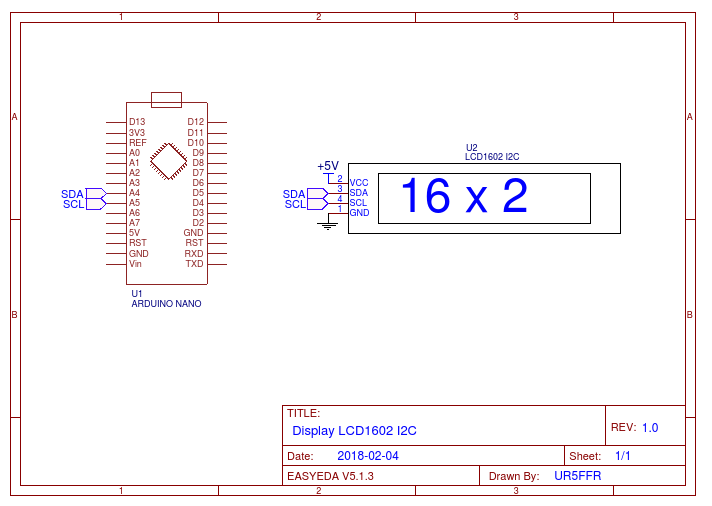 1 2 3
A A
B B
D13 D12
3V3 D11
REF D10
A0 D9
A1 D8
A2 D7
A3 D6
SDA A4 D5
SCL A5 D4
A6 D3
A7 D2
5V GND
RST RST
GND RXD
Vin TXD
U1
ARDUINO NANO
U2
LCD1602 I2C
+5V
2 VCC
SDA 3 SDA
SCL 4 SCL
1 GND
16 x 2
TITLE:
Display LCD1602 I2C
REV: 1.0
Date: 2018-02-04
Sheet: 1/1
EASYEDA V5.1.3
Drawn By: UR5FFR
1 2 3